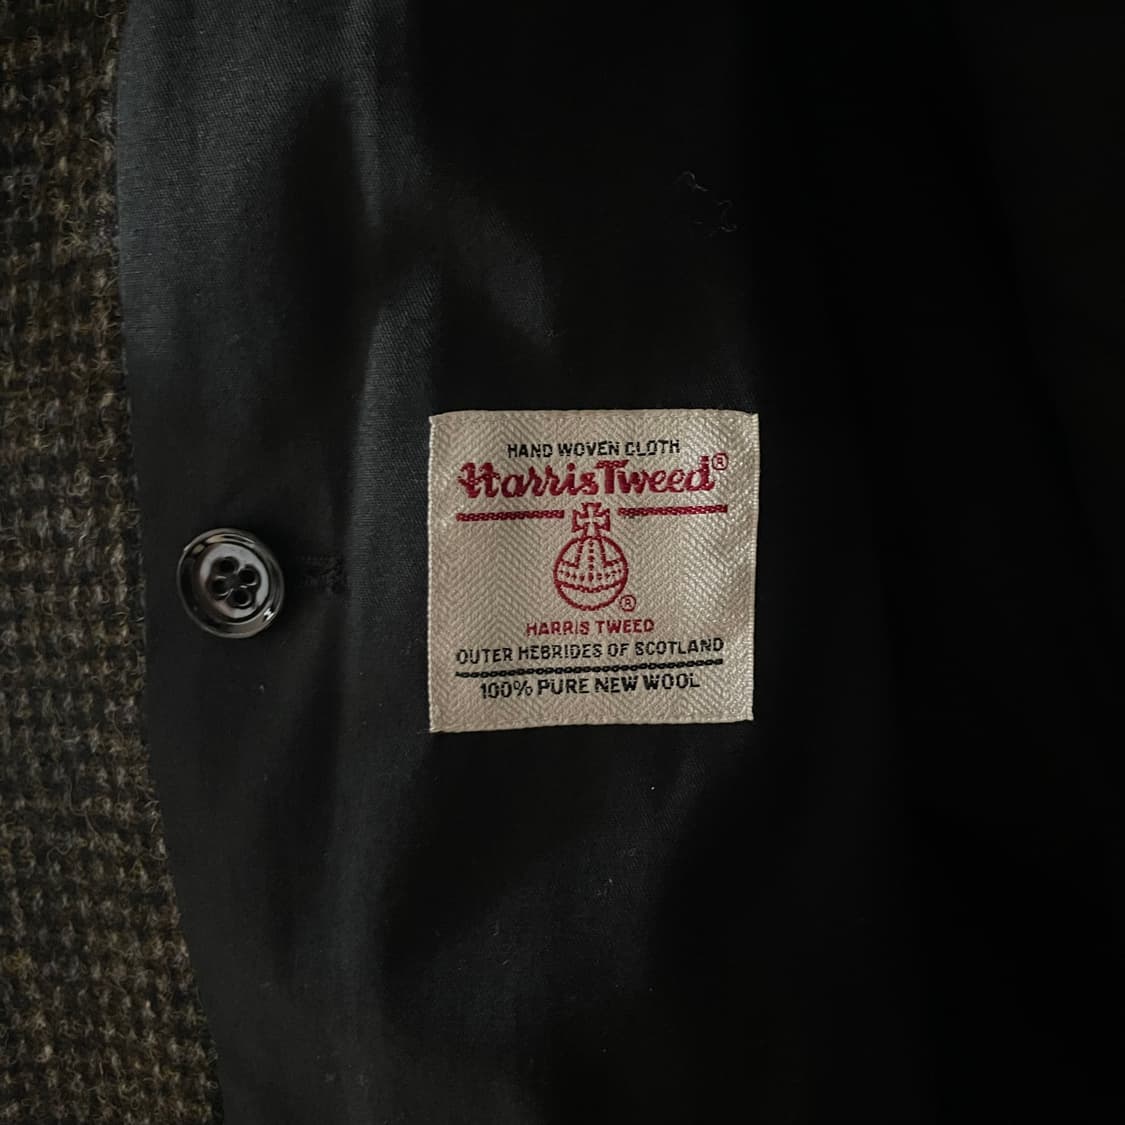 HAND WOVEN CLOTH
Harris Tweed®
®
HARRIS TWEED
OUTER HEBRIDES OF SCOTLAND
100% PURE NEW WOOL